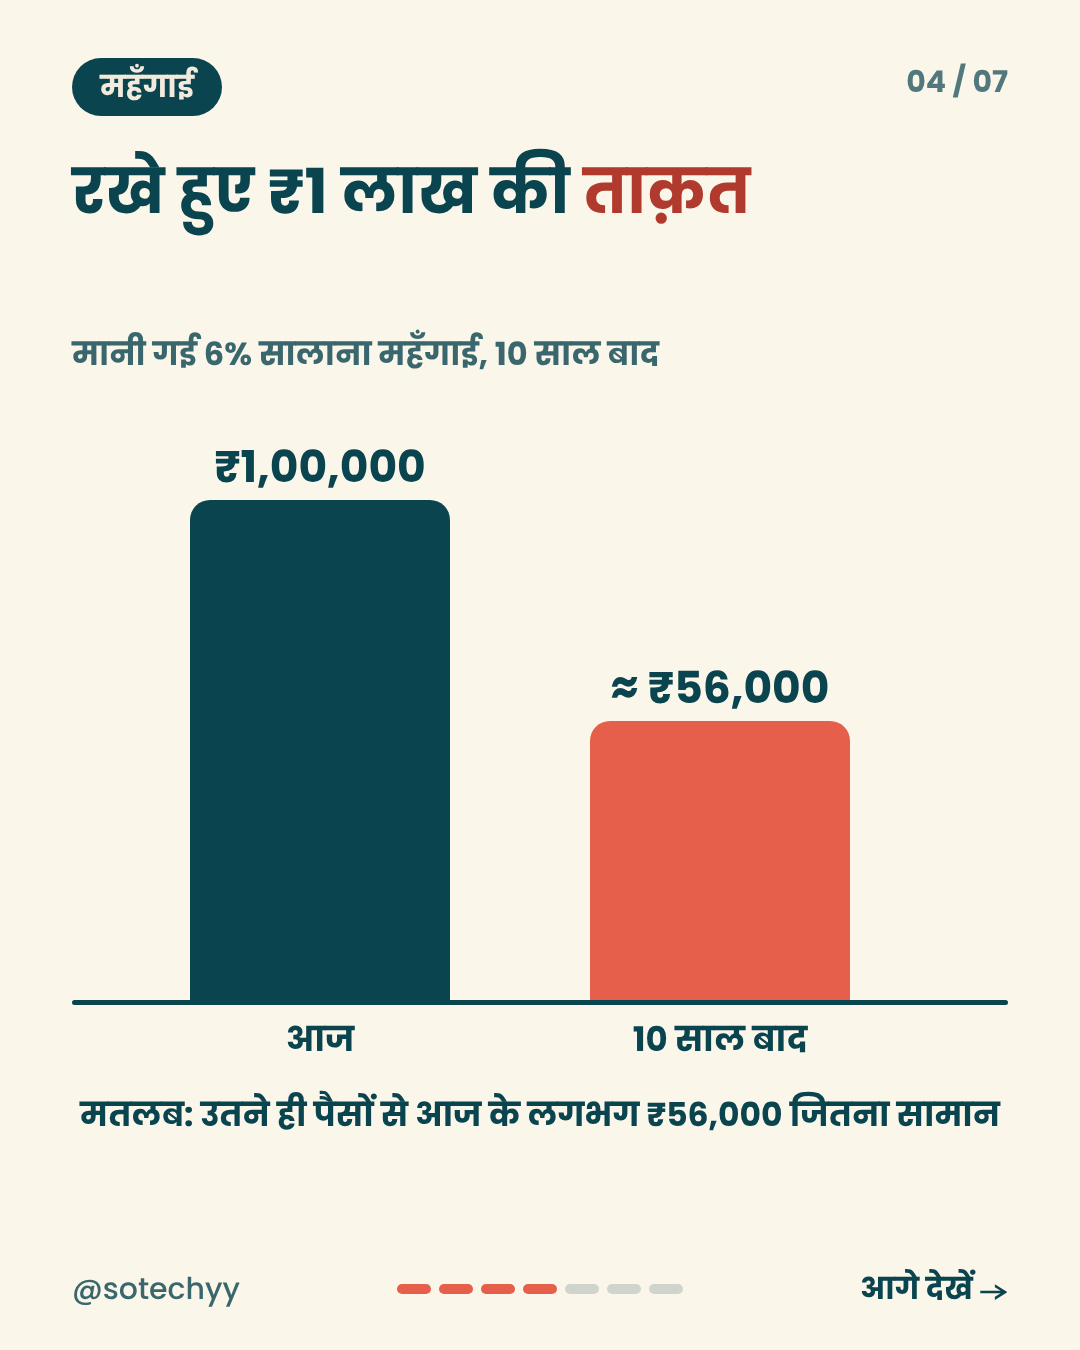 महँगाई
04 / 07
रखे हुए ₹1 लाख की ताक़त
मानी गई 6% सालाना महँगाई, 10 साल बाद
₹1,00,000
≈ ₹56,000
आज
10 साल बाद
मतलब: उतने ही पैसों से आज के लगभग ₹56,000 जितना सामान
@sotechyy
आगे देखें →